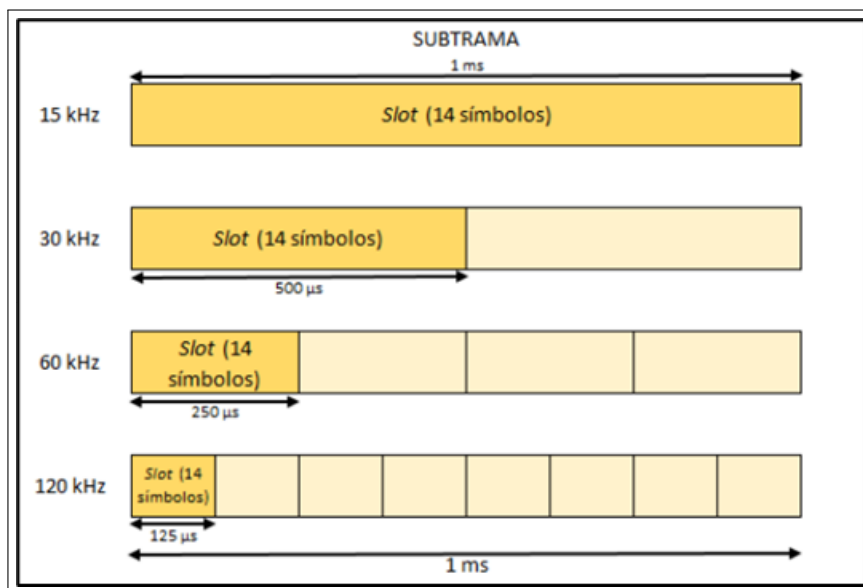 SUBTRAMA
1 ms
15 kHz
Slot (14 símbolos)
30 kHz
Slot (14 símbolos)
500 µs
60 kHz
Slot (14
símbolos)
250 µs
120 kHz
Slot (14
símbolos)
125 µs
1 ms